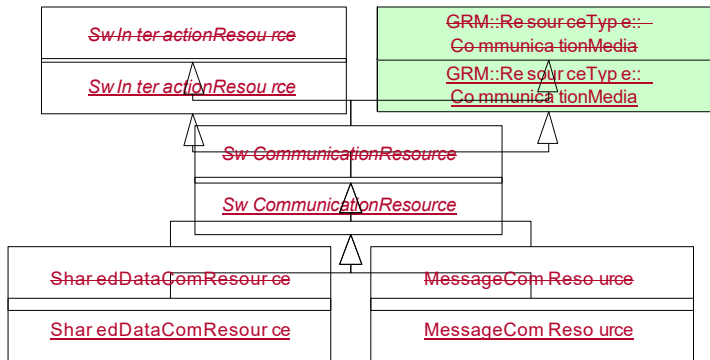 SwInteractionResource
GRM::ResourceType::
CommunicationMedia
SwInteractionResource
GRM::ResourceType::
CommunicationMedia
SwCommunicationResource
SwCommunicationResource
SharedDataComResource
MessageComResource
SharedDataComResource
MessageComResource